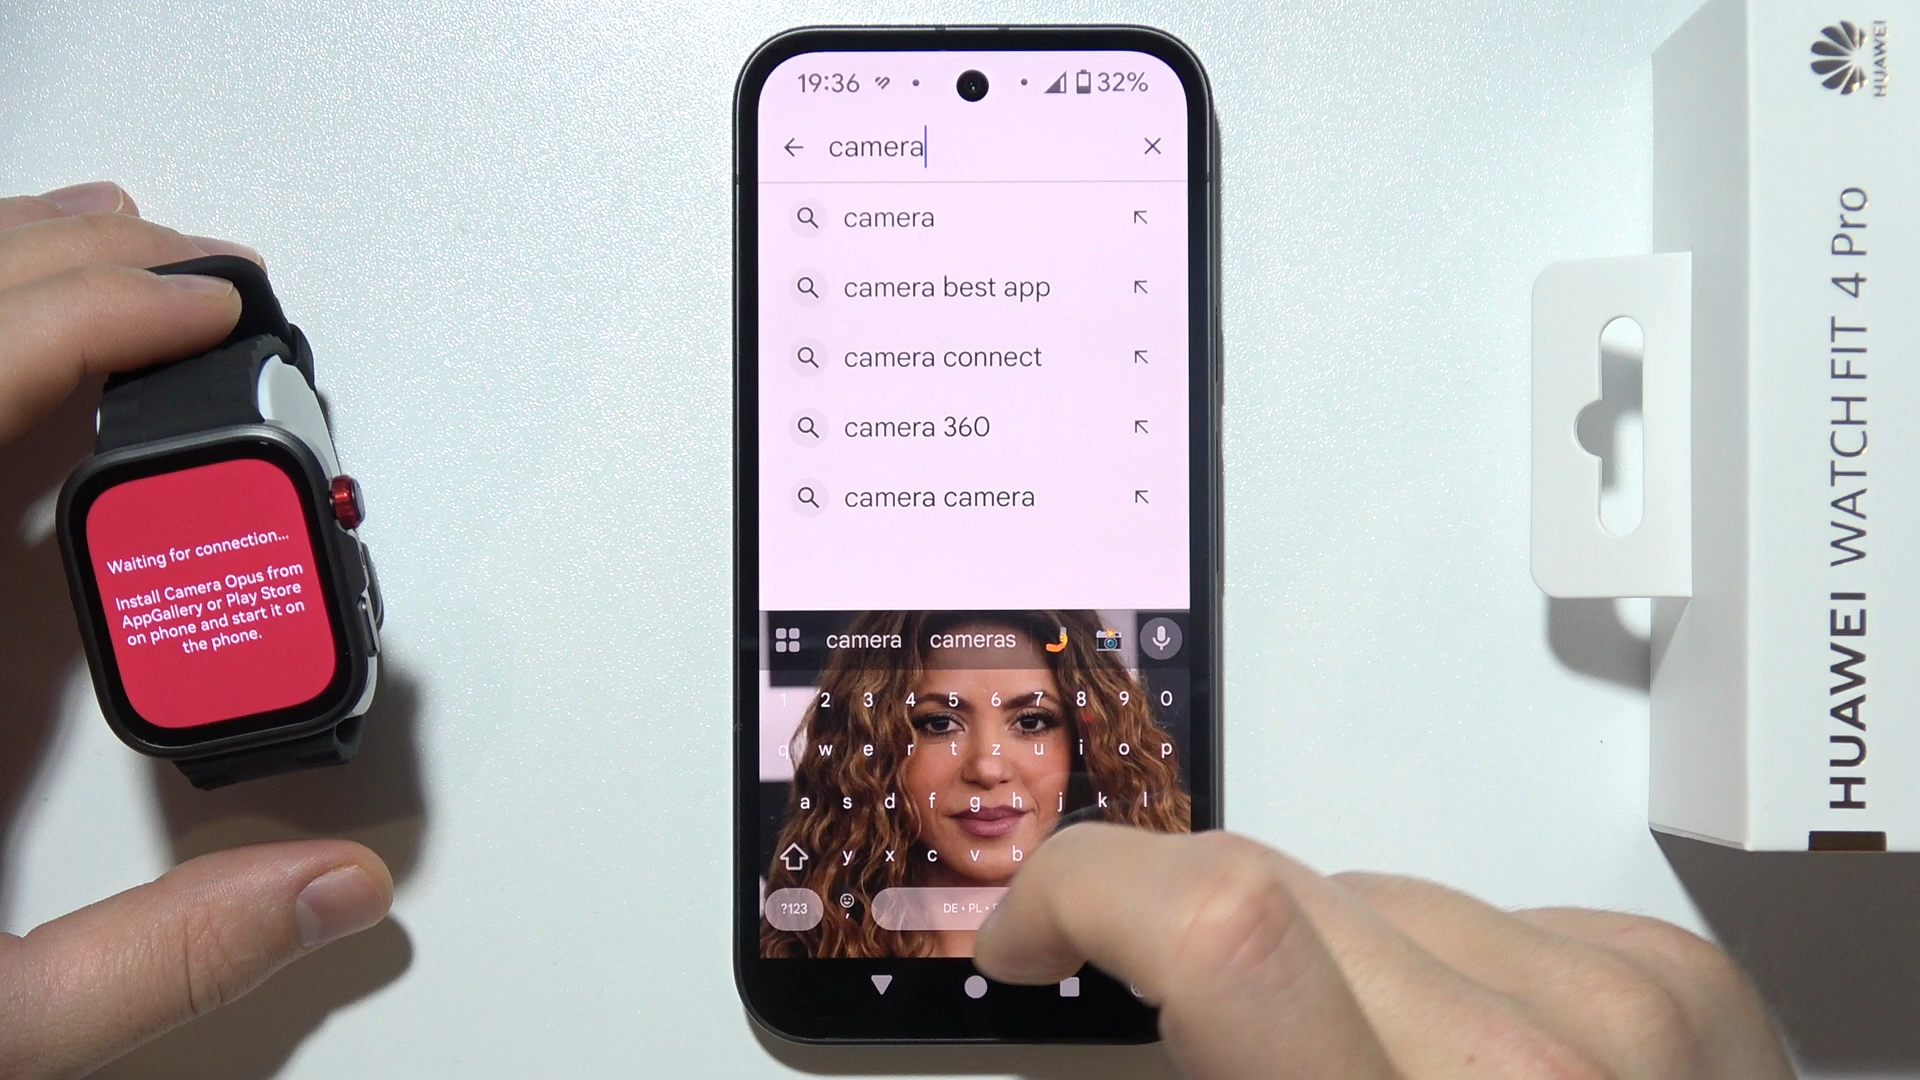 19:36
32%
camera
camera
camera best app
camera connect
camera 360
camera camera
camera cameras
1 2 3 4 5 6 7 8 9 0
q w e r t z u i o p
a s d f g h j k l
y x c v b
?123
DE • PL •
Waiting for connection...
Install Camera Opus from
AppGallery or Play Store
on phone and start it on
the phone.
HUAWEI
HUAWEI WATCH FIT 4 Pro